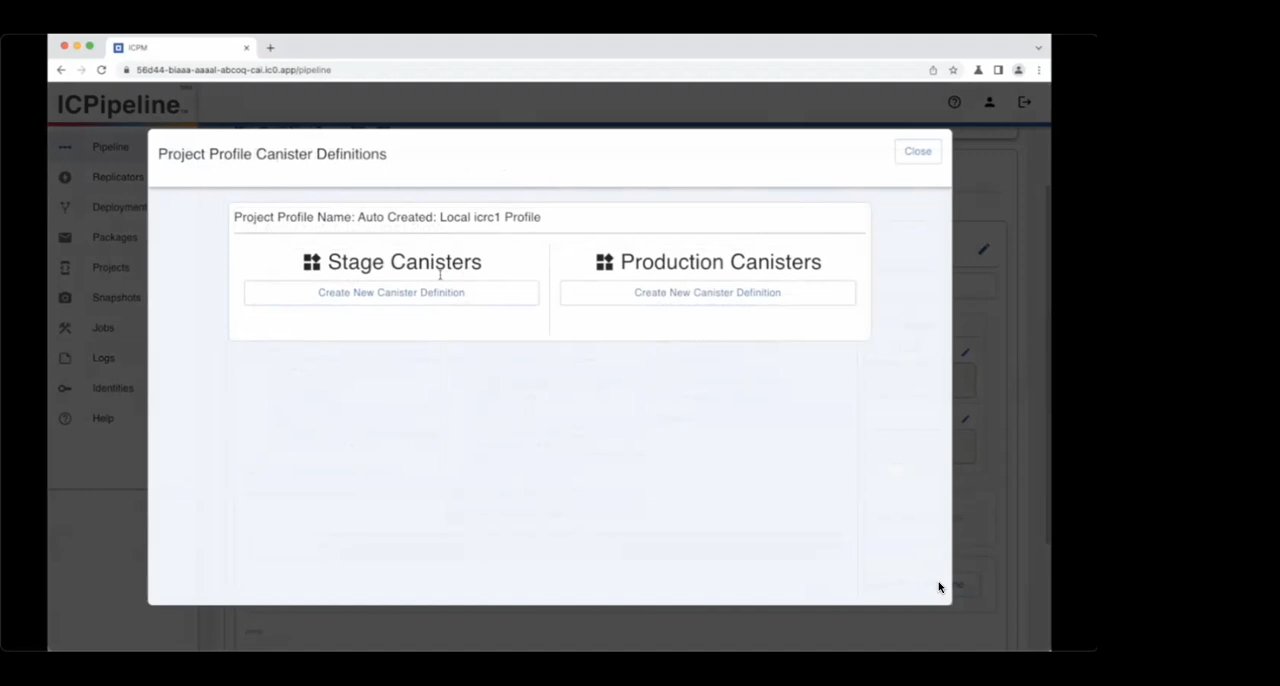 ICPM
56d44-biaaa-aaaal-abcoq-cai.ic0.app/pipeline
ICPipeline
Pipeline
Replicators
Deployment
Packages
Projects
Snapshots
Jobs
Logs
Identities
Help
Project Profile Canister Definitions
Close
Project Profile Name: Auto Created: Local icrc1 Profile
Stage Canisters
Production Canisters
Create New Canister Definition
Create New Canister Definition